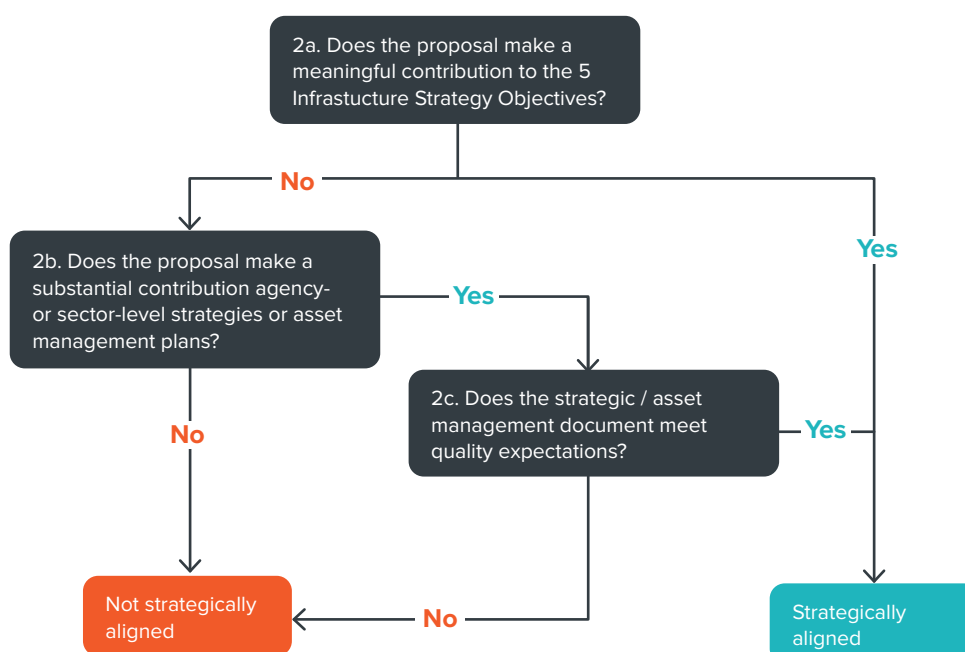 2a. Does the proposal make a
meaningful contribution to the 5
Infrastucture Strategy Objectives?
No
Yes
2b. Does the proposal make a
substantial contribution agency-
or sector-level strategies or asset
management plans?
Yes
2c. Does the strategic / asset
management document meet
quality expectations?
No
Yes
Not strategically
aligned
No
Strategically
aligned